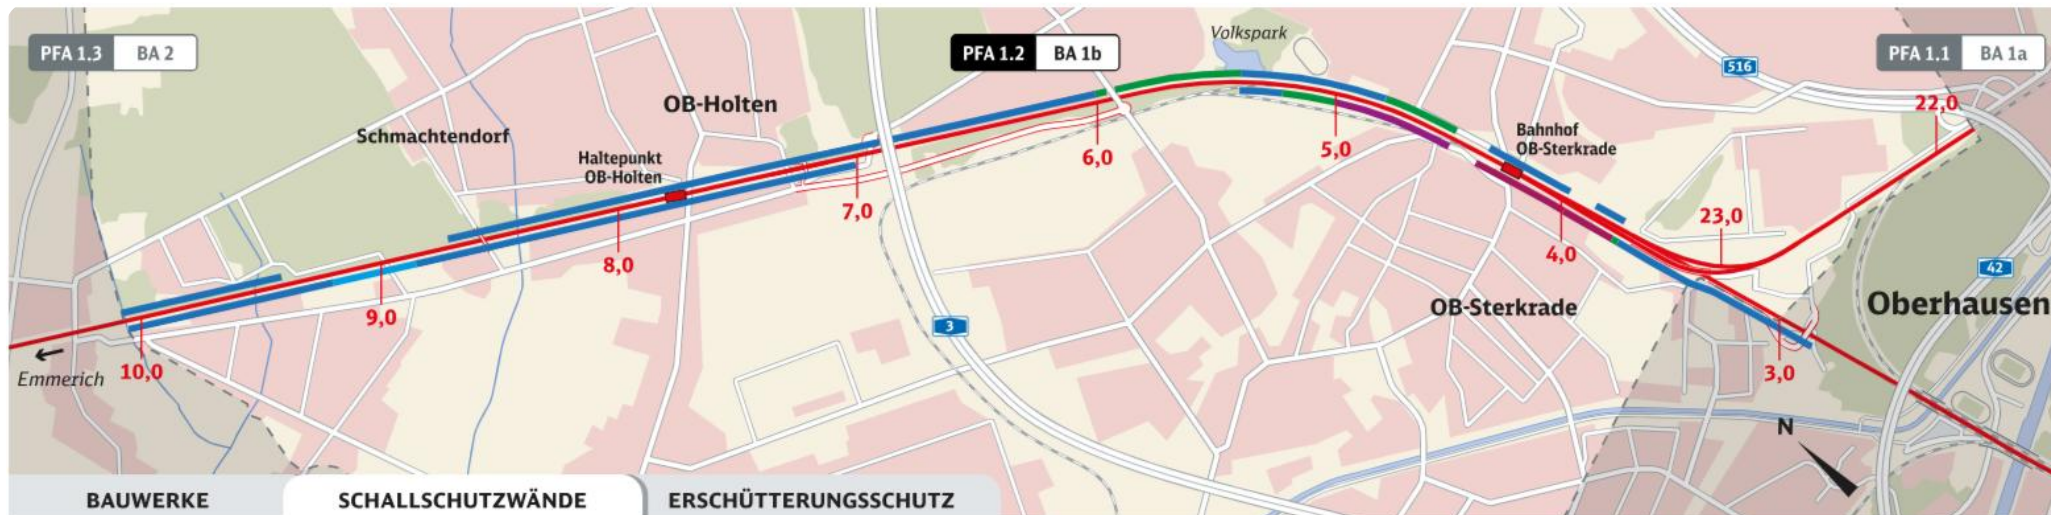 PFA 1.3 BA 2
PFA 1.2 BA 1b
Volkspark
PFA 1.1 BA 1a
516
OB-Holten
22,0
Schmachtendorf
Bahnhof
OB-Sterkrade
Haltepunkt
OB-Holten
6,0
5,0
7,0
23,0
8,0
4,0
42
9,0
3
OB-Sterkrade
Oberhausen
Emmerich
10,0
3,0
N
BAUWERKE
SCHALLSCHUTZWÄNDE
ERSCHÜTTERUNGSSCHUTZ